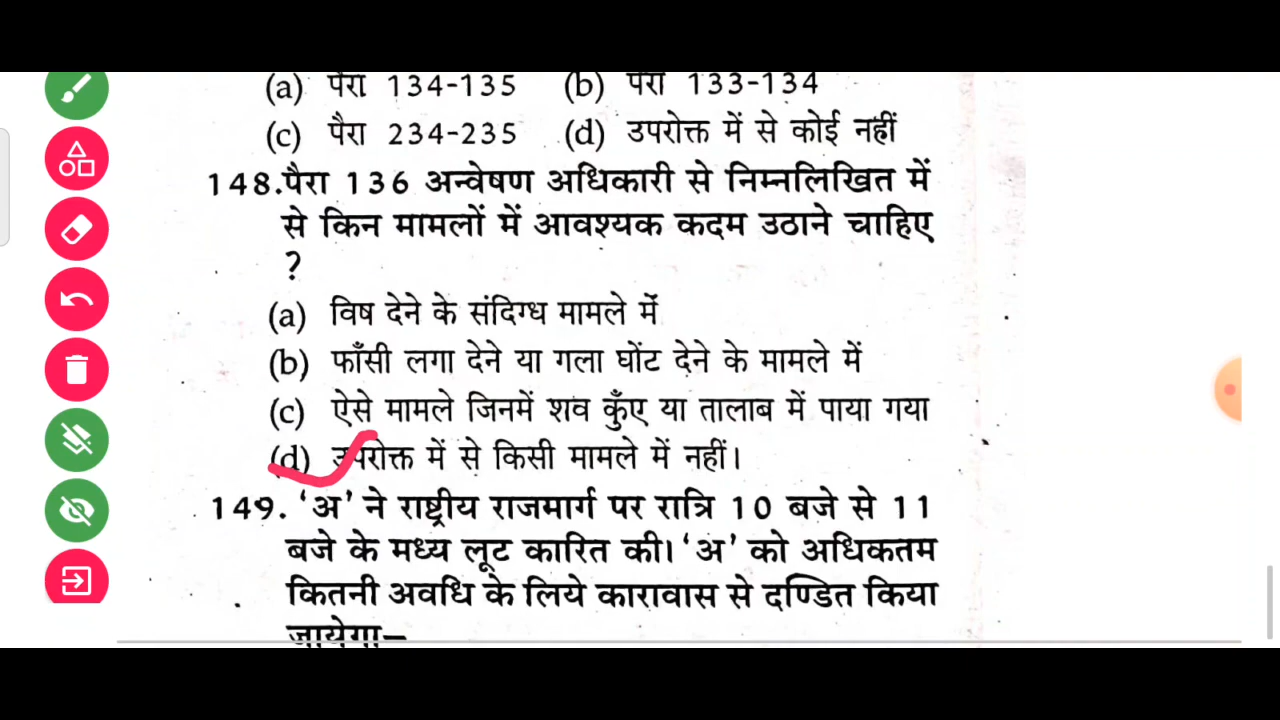 (a) पैरा 134-135 (b) पैरा 133-134
(c) पैरा 234-235 (d) उपरोक्त में से कोई नहीं
148.पैरा 136 अन्वेषण अधिकारी से निम्नलिखित में
से किन मामलों में आवश्यक कदम उठाने चाहिए
?
(a) विष देने के संदिग्ध मामले में
(b) फाँसी लगा देने या गला घोंट देने के मामले में
(c) ऐसे मामले जिनमें शव कुँए या तालाब में पाया गया
(d) उपरोक्त में से किसी मामले में नहीं।
149. ‘अ’ ने राष्ट्रीय राजमार्ग पर रात्रि 10 बजे से 11
बजे के मध्य लूट कारित की। ‘अ’ को अधिकतम
कितनी अवधि के लिये कारावास से दण्डित किया
जायेगा–